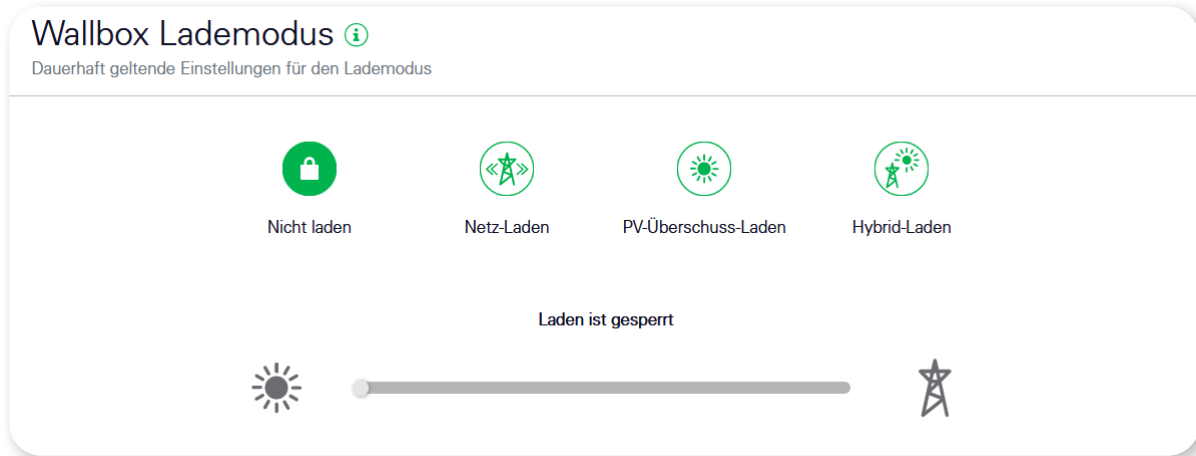 Wallbox Lademodus
Dauerhaft geltende Einstellungen für den Lademodus
Nicht laden
Netz-Laden
PV-Überschuss-Laden
Hybrid-Laden
Laden ist gesperrt